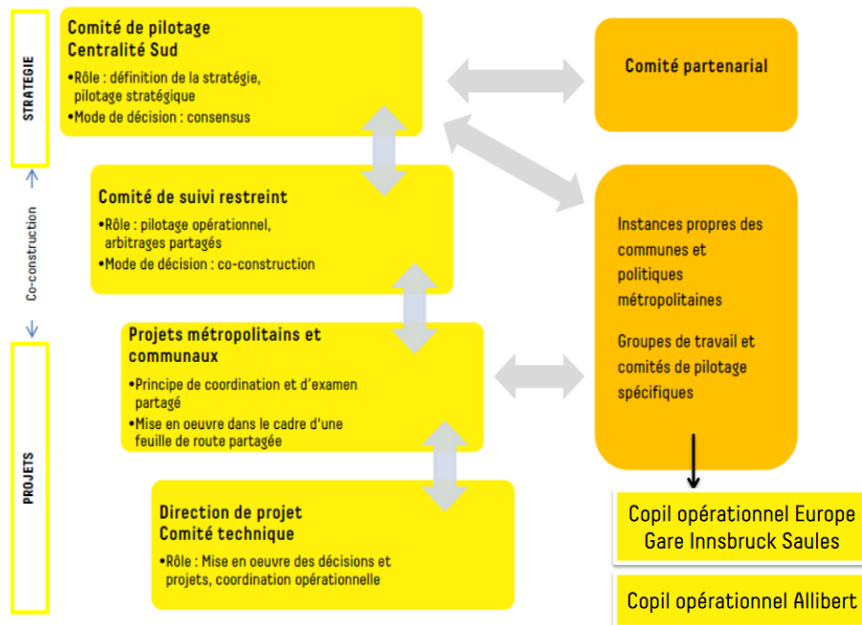 STRATEGIE
Co-construction
PROJETS
Comité de pilotage
Centralité Sud
•Rôle : définition de la stratégie,
pilotage stratégique
•Mode de décision : consensus
Comité partenarial
Comité de suivi restreint
•Rôle : pilotage opérationnel,
arbitrages partagés
•Mode de décision : co-construction
Instances propres des
communes et
politiques
métropolitaines
Groupes de travail et
comités de pilotage
spécifiques
Projets métropolitains et
communaux
•Principe de coordination et d'examen
partagé
•Mise en oeuvre dans le cadre d'une
feuille de route partagée
Direction de projet
Comité technique
•Rôle : Mise en oeuvre des décisions et
projets, coordination opérationnelle
Copil opérationnel Europe
Gare Innsbruck Saules
Copil opérationnel Allibert